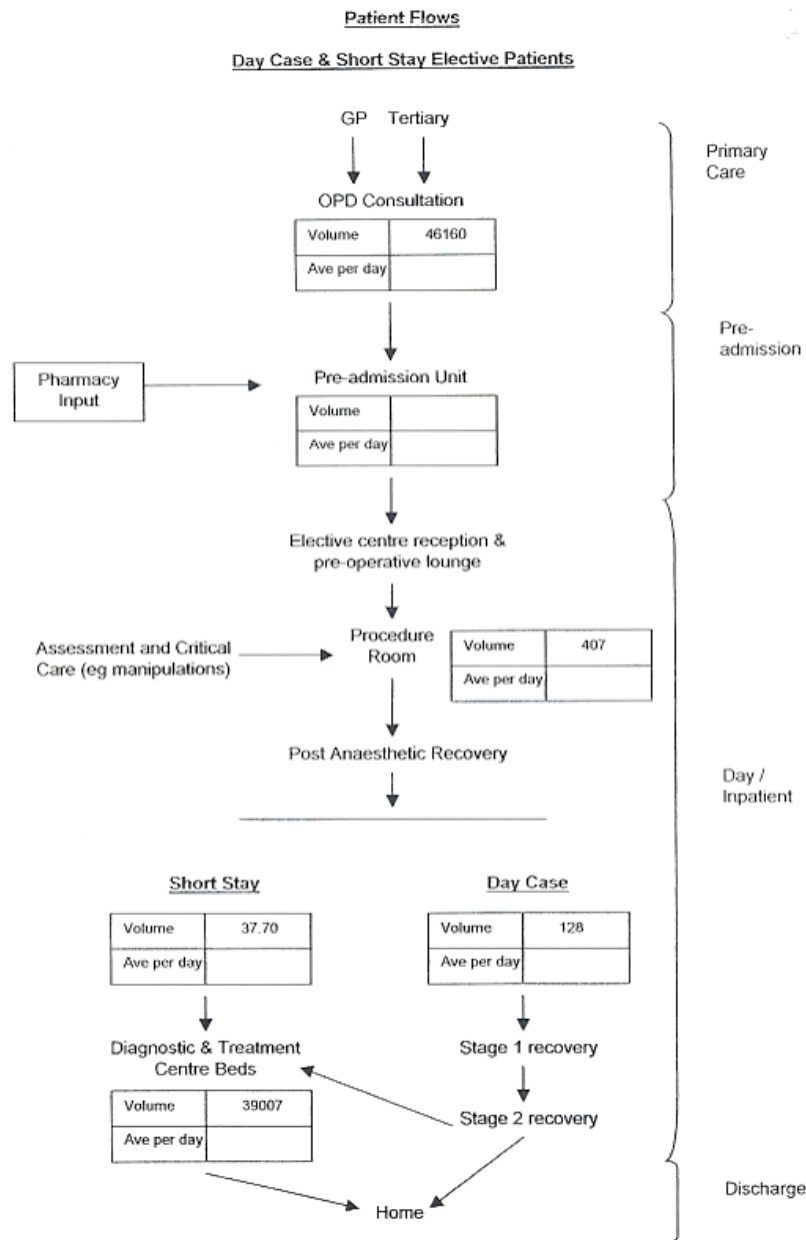 Patient Flows
Day Case & Short Stay Elective Patients
GP Tertiary
Primary
Care
OPD Consultation
Volume 46160
Ave per day
Pre-
admission
Pharmacy
Input
Pre-admission Unit
Volume
Ave per day
Elective centre reception &
pre-operative lounge
Assessment and Critical
Care (eg manipulations)
Procedure
Room
Volume 407
Ave per day
Post Anaesthetic Recovery
Day /
Inpatient
Short Stay
Volume 37.70
Ave per day
Day Case
Volume 128
Ave per day
Diagnostic & Treatment
Centre Beds
Volume 39007
Ave per day
Stage 1 recovery
Stage 2 recovery
Home
Discharge